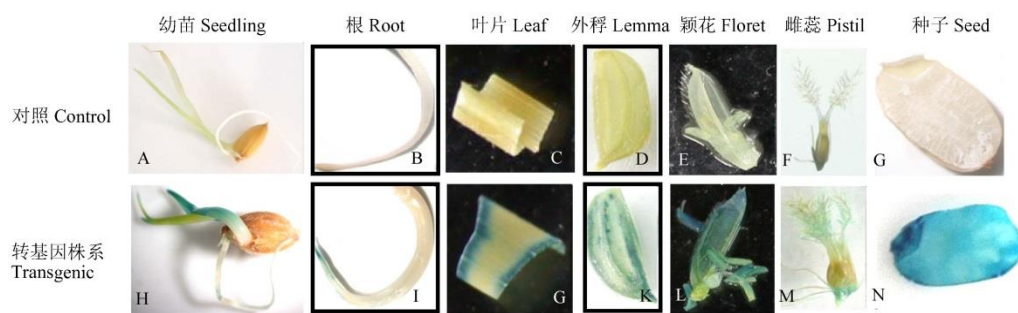 幼苗 Seedling 根 Root 叶片 Leaf 外稃 Lemma 颖花 Floret 雌蕊 Pistil 种子 Seed
对照 Control
A B C D E F G
转基因株系
Transgenic
H I G K L M N